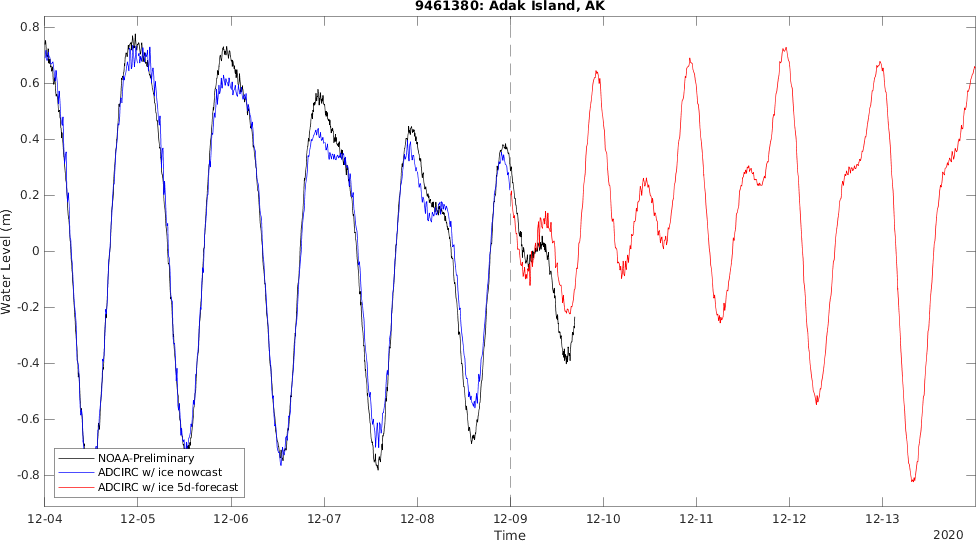 9461380: Adak Island, AK
0.8
0.6
0.4
0.2
0
-0.2
-0.4
-0.6
-0.8
Water Level (m)
NOAA-Preliminary
ADCIRC w/ ice nowcast
ADCIRC w/ ice 5d-forecast
12-04 12-05 12-06 12-07 12-08 12-09 12-10 12-11 12-12 12-13
Time
2020